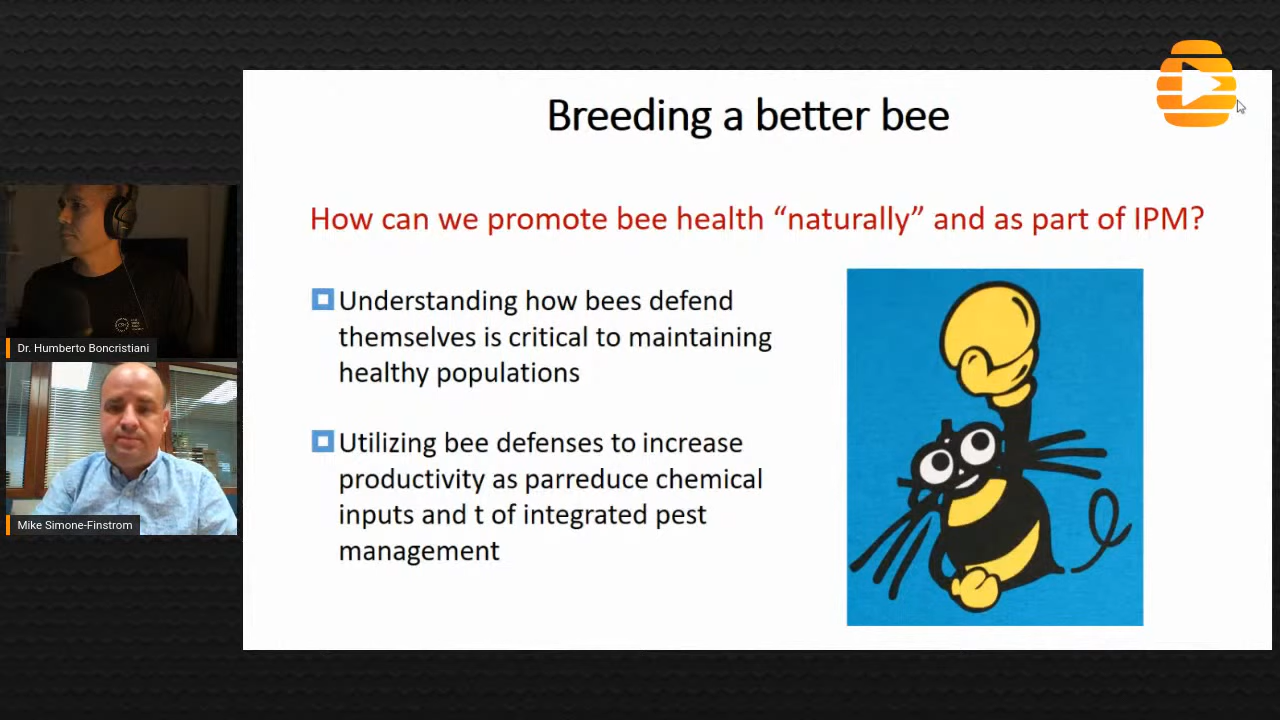 Breeding a better bee
How can we promote bee health “naturally” and as part of IPM?
Understanding how bees defend
themselves is critical to maintaining
healthy populations
Utilizing bee defenses to increase
productivity as parreduce chemical
inputs and t of integrated pest
management
Dr. Humberto Boncristiani
Mike Simone-Finstrom